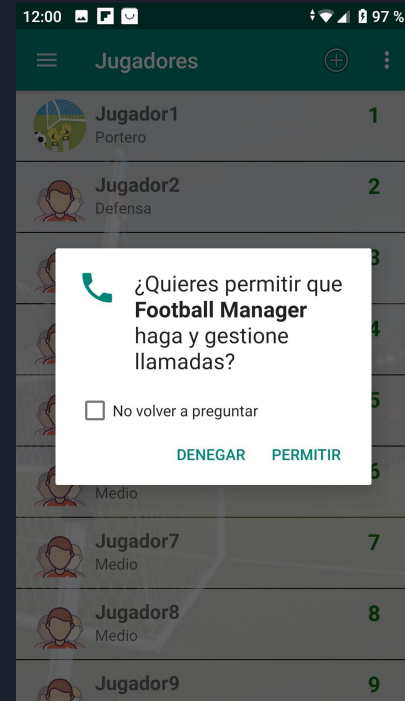 12:00
97 %
Jugadores
Jugador1
1
Portero
Jugador2
2
Defensa
3
¿Quieres permitir que
Football Manager
haga y gestione
llamadas?
4
No volver a preguntar
5
DENEGAR PERMITIR
6
Medio
Jugador7
7
Medio
Jugador8
8
Medio
Jugador9
9